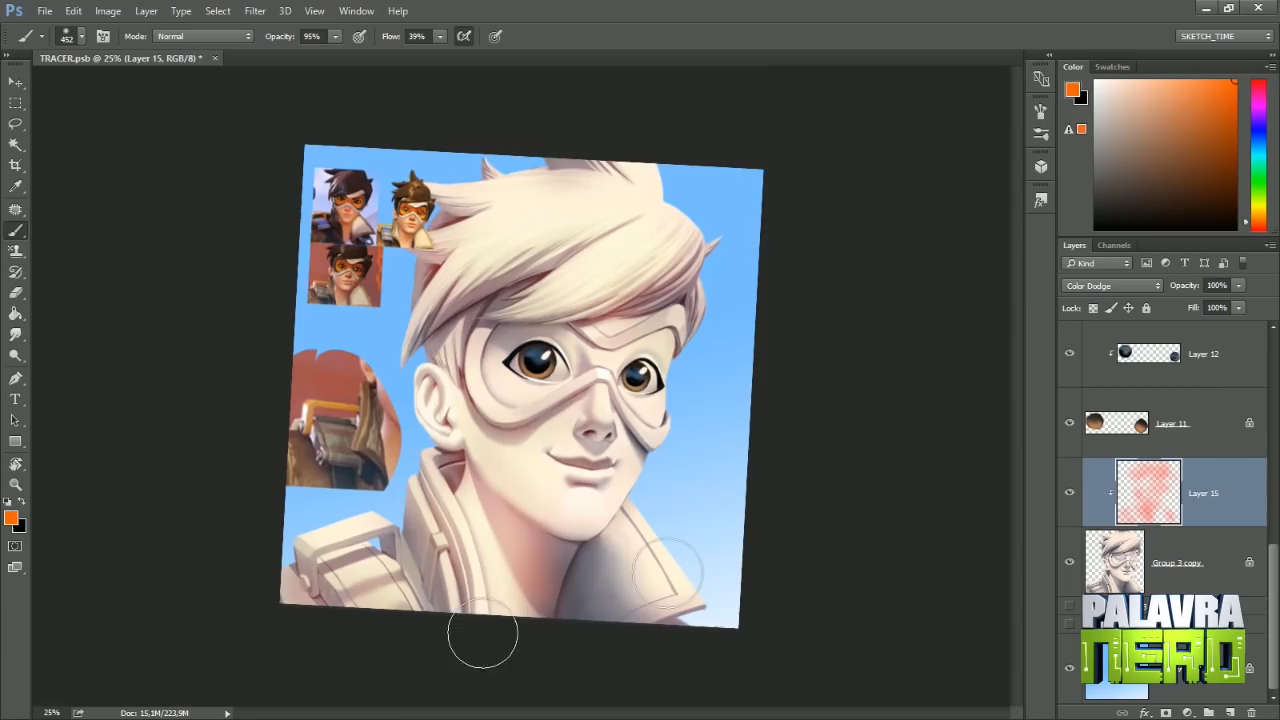 Ps File Edit Image Layer Type Select Filter 3D View Window Help
452 Mode: Normal Opacity: 95% Flow: 39% SKETCH_TIME
TRACER.psb @ 25% (Layer 15, RGB/8) * ×
Color Swatches
Layers Channels
Kind
Color Dodge Opacity: 100%
Lock: Fill: 100%
Layer 12
Layer 11
Layer 15
Group 3 copy
PALAVRA
NERD
25% Doc: 15,1M/223,9M
fx